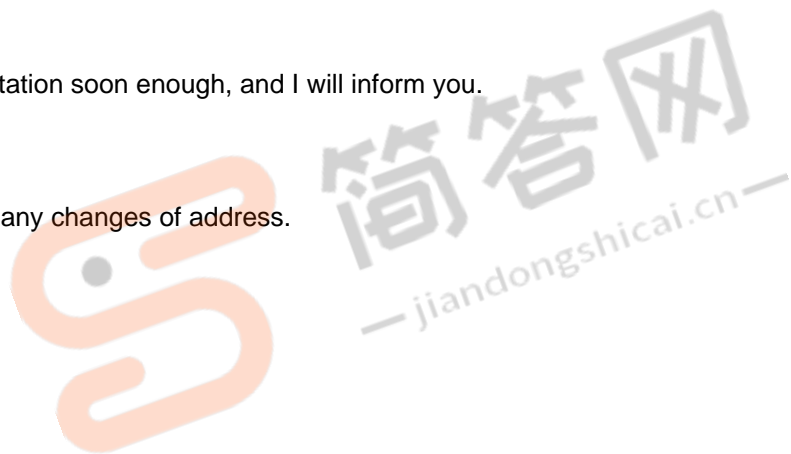 tation soon enough, and I will inform you.
any changes of address.
简答网
jiandongshicai.cn